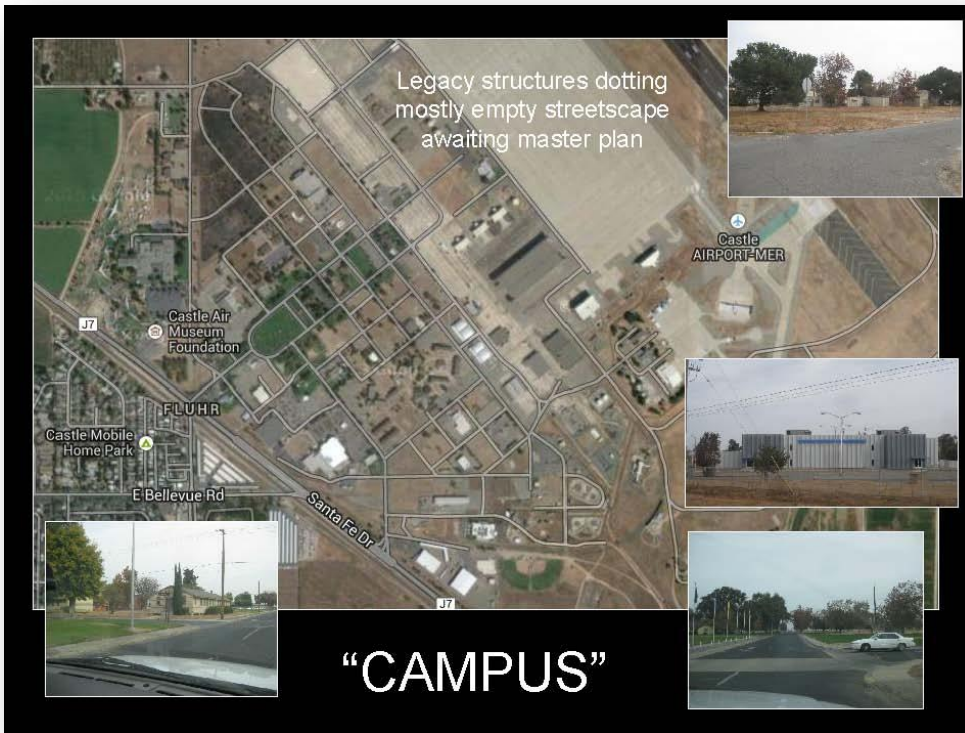 Legacy structures dotting
mostly empty streetscape
awaiting master plan
Castle
AIRPORT-MER
J7
Castle Air
Museum
Foundation
FLUHR
Castle Mobile
Home Park
E Bellevue Rd
Santa Fe Dr
J7
“CAMPUS”